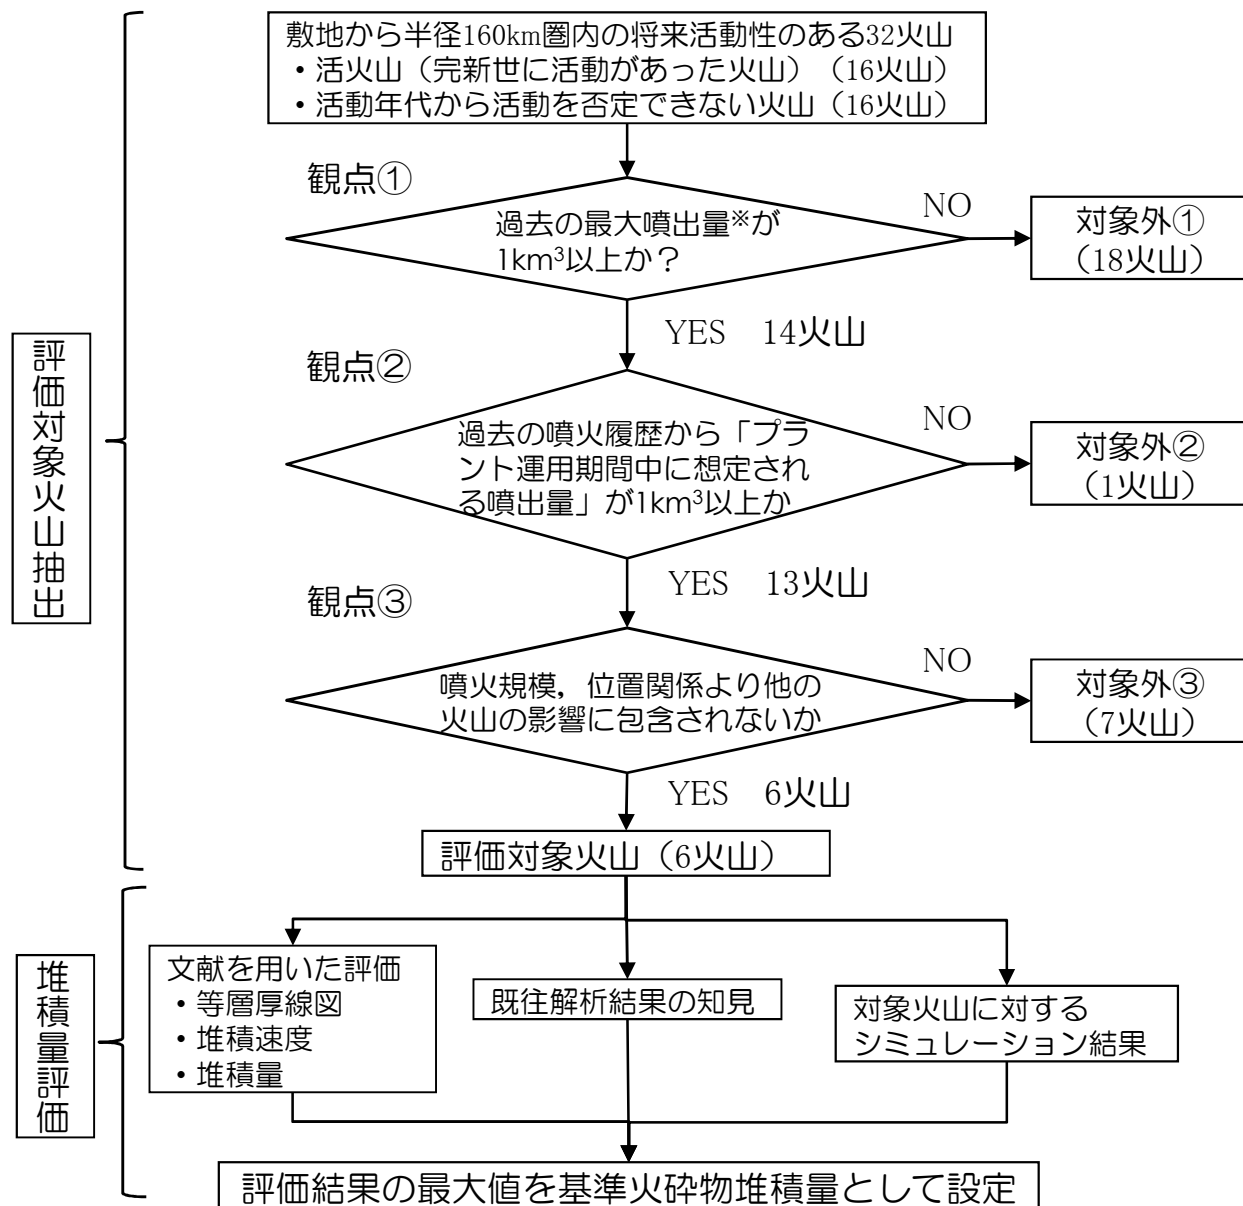 敷地から半径160km圏内の将来活動性のある32火山
・活火山（完新世に活動があった火山）（16火山）
・活動年代から活動を否定できない火山（16火山）
観点①
過去の最大噴出量※が
1km³以上か？
NO
対象外①
（18火山）
YES 14火山
観点②
過去の噴火履歴から「プラ
ント運用期間中に想定され
る噴出量」が1km³以上か
NO
対象外②
（1火山）
YES 13火山
観点③
噴火規模，位置関係より他の
火山の影響に包含されないか
NO
対象外③
（7火山）
YES 6火山
評価対象火山（6火山）
評価対象火山抽出
文献を用いた評価
・等層厚線図
・堆積速度
・堆積量
既往解析結果の知見
対象火山に対する
シミュレーション結果
堆積量評価
評価結果の最大値を基準火砕物堆積量として設定